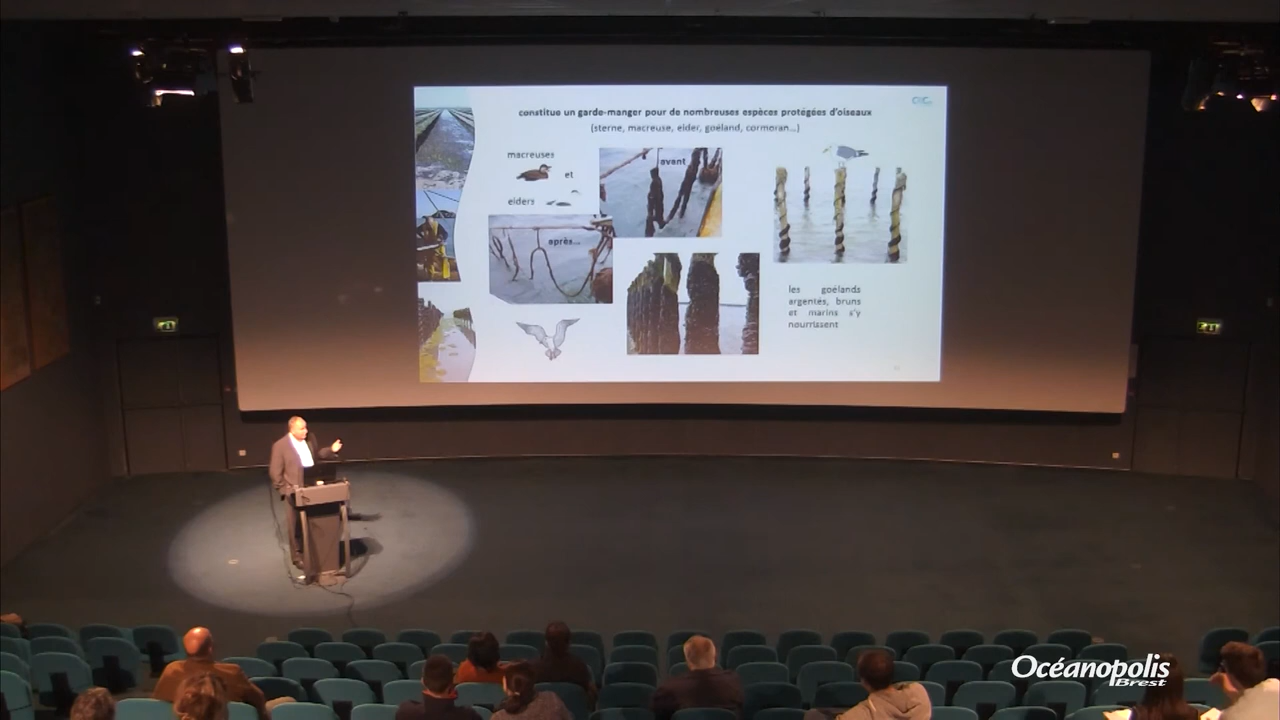 constitue un garde-manger pour de nombreuses espèces protégées d'oiseaux
(sterne, macreuse, eider, goéland, cormoran...)
macreuses
et
eiders
avant
après...
les goélands
argentés, bruns
et marins s'y
nourrissent
Océanopolis
Brest